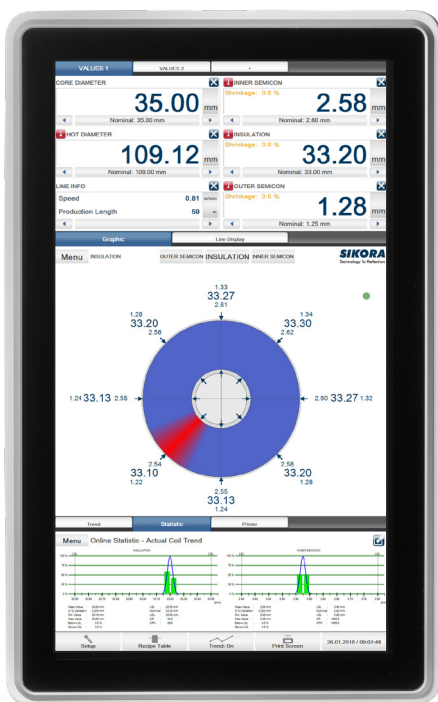 VALUES 1
VALUES 2
CORE DIAMETER
35.00 mm
Nominal: 35.00 mm
INNER SEMICON
Shrinkage: 0.0 %
2.58 mm
Nominal: 2.60 mm
HOT DIAMETER
109.12 mm
Nominal: 109.00 mm
INSULATION
Shrinkage: 0.0 %
33.20 mm
Nominal: 33.00 mm
LINE INFO
Speed 0.81 m/min
Production Length 50 m
OUTER SEMICON
Shrinkage: 0.0 %
1.28 mm
Nominal: 1.25 mm
Graphic
Line Display
Menu INSULATION OUTER SEMICON INSULATION INNER SEMICON
SIKORA
Technology To Perfection
1.33
33.27
2.61
1.28
33.20
2.58
1.34
33.30
2.62
1.24 33.13 2.55
2.60 33.27 1.32
2.54
33.10
1.22
2.58
33.20
1.28
2.55
33.13
1.24
Trend
Statistic
Printer
Menu Online Statistic - Actual Coil Trend
INSULATION
INNER SEMICON
Setup
Recipe Table
Trend: On
Print Screen
26.01.2018 / 09:02:48